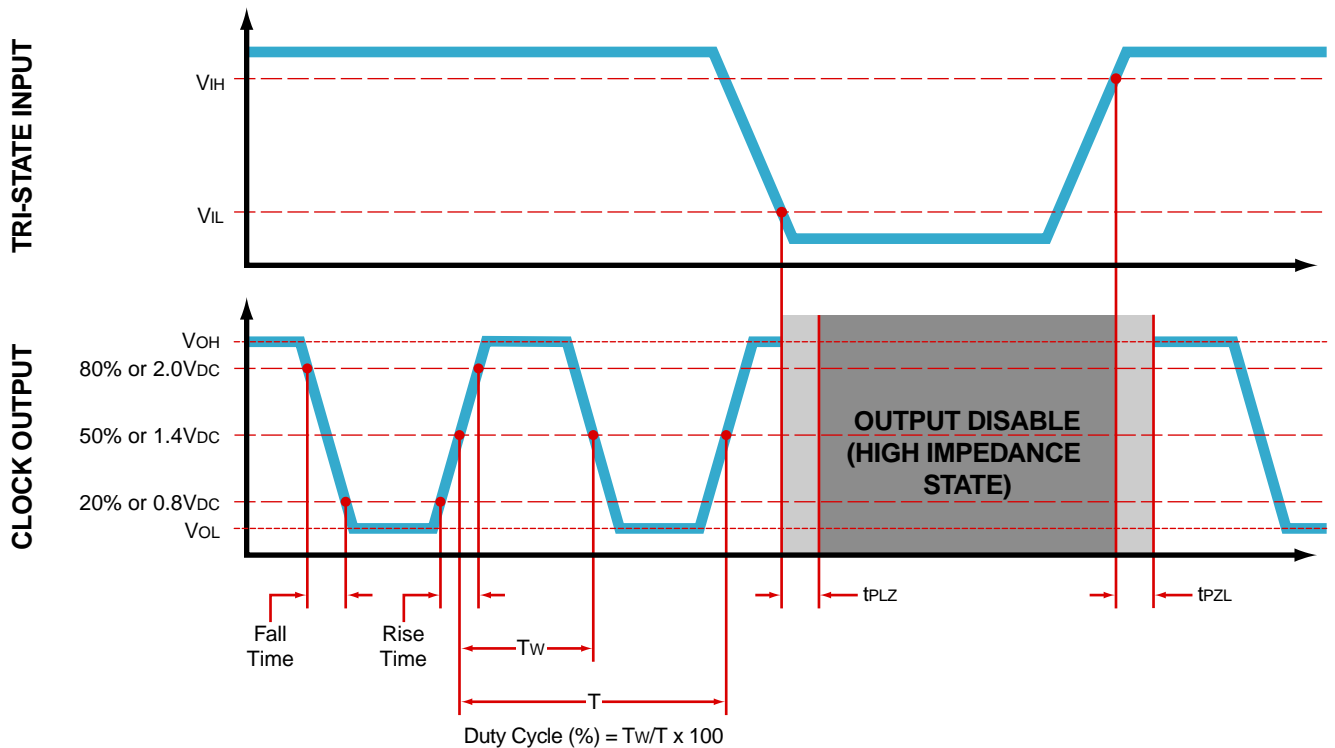 TRI-STATE INPUT
VIH
VIL
CLOCK OUTPUT
VOH
80% or 2.0VDC
50% or 1.4VDC
20% or 0.8VDC
VOL
OUTPUT DISABLE
(HIGH IMPEDANCE
STATE)
tPLZ
tPZL
Fall
Time
Rise
Time
TW
T
Duty Cycle (%) = TW/T x 100